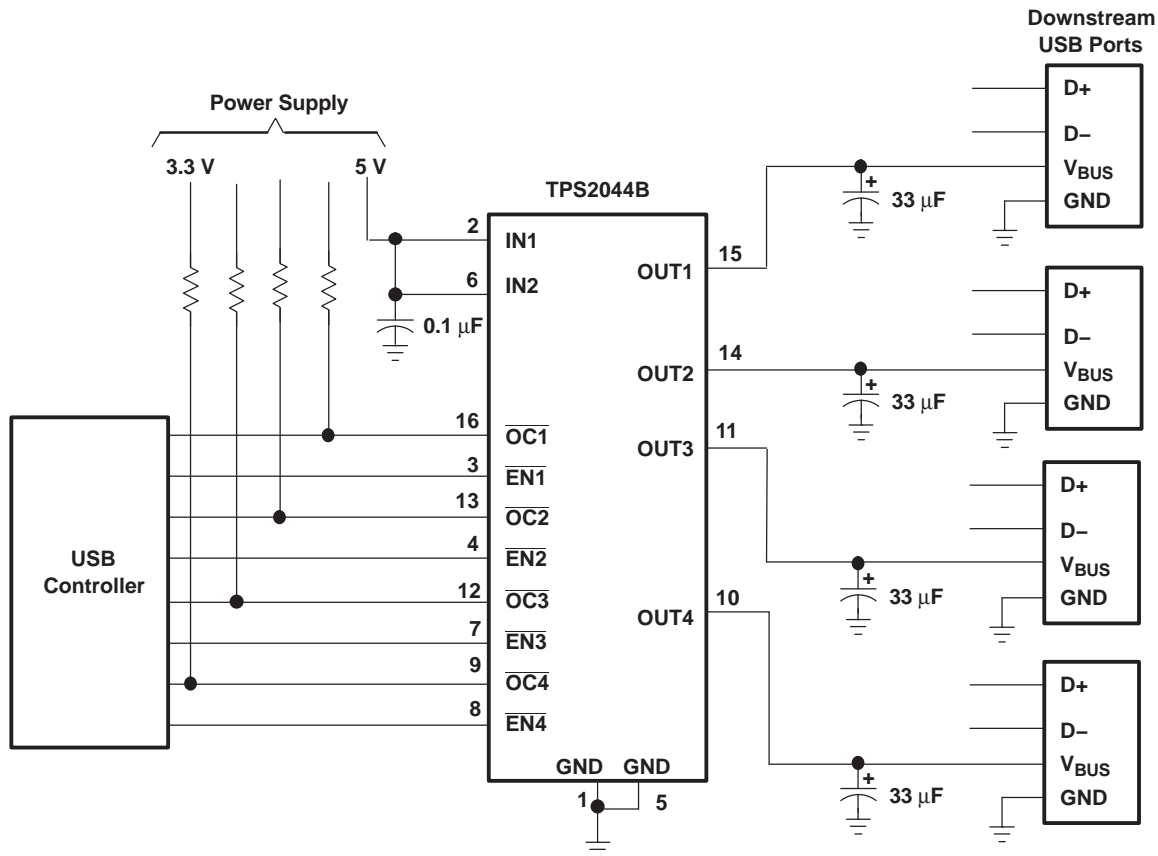 Downstream
USB Ports
D+
D−
VBUS
GND
Power Supply
3.3 V
5 V
TPS2044B
2
IN1
6
IN2
0.1 μF
15
OUT1
+
33 μF
D+
D−
VBUS
GND
14
OUT2
+
33 μF
16
OC1
3
EN1
13
OC2
4
EN2
12
OC3
7
EN3
9
OC4
8
EN4
USB
Controller
11
OUT3
+
33 μF
D+
D−
VBUS
GND
10
OUT4
+
33 μF
D+
D−
VBUS
GND
GND GND
1 5